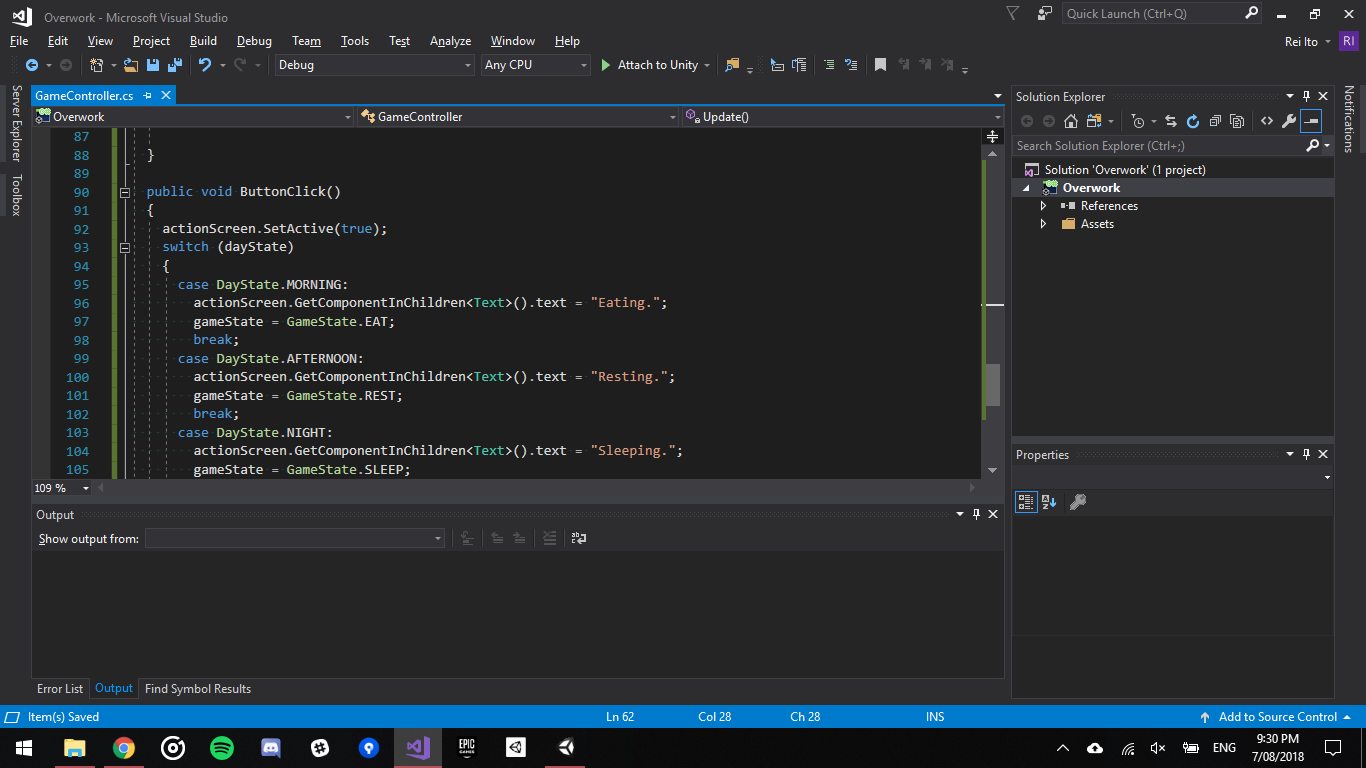 Overwork - Microsoft Visual Studio
Quick Launch (Ctrl+Q)
File Edit View Project Build Debug Team Tools Test Analyze Window Help
Rei Ito RI
Debug Any CPU Attach to Unity
Server Explorer
Toolbox
Notifications
GameController.cs
Overwork GameController Update()
87
88 }
89
90 public void ButtonClick()
91 {
92 actionScreen.SetActive(true);
93 switch (dayState)
94 {
95 case DayState.MORNING:
96 actionScreen.GetComponentInChildren<Text>().text = "Eating.";
97 gameState = GameState.EAT;
98 break;
99 case DayState.AFTERNOON:
100 actionScreen.GetComponentInChildren<Text>().text = "Resting.";
101 gameState = GameState.REST;
102 break;
103 case DayState.NIGHT:
104 actionScreen.GetComponentInChildren<Text>().text = "Sleeping.";
105 gameState = GameState.SLEEP;
109 %
Solution Explorer
Search Solution Explorer (Ctrl+;)
Solution 'Overwork' (1 project)
Overwork
References
Assets
Properties
Output
Show output from:
Error List Output Find Symbol Results
Item(s) Saved Ln 62 Col 28 Ch 28 INS Add to Source Control
EPIC GAMES
ENG
9:30 PM
7/08/2018